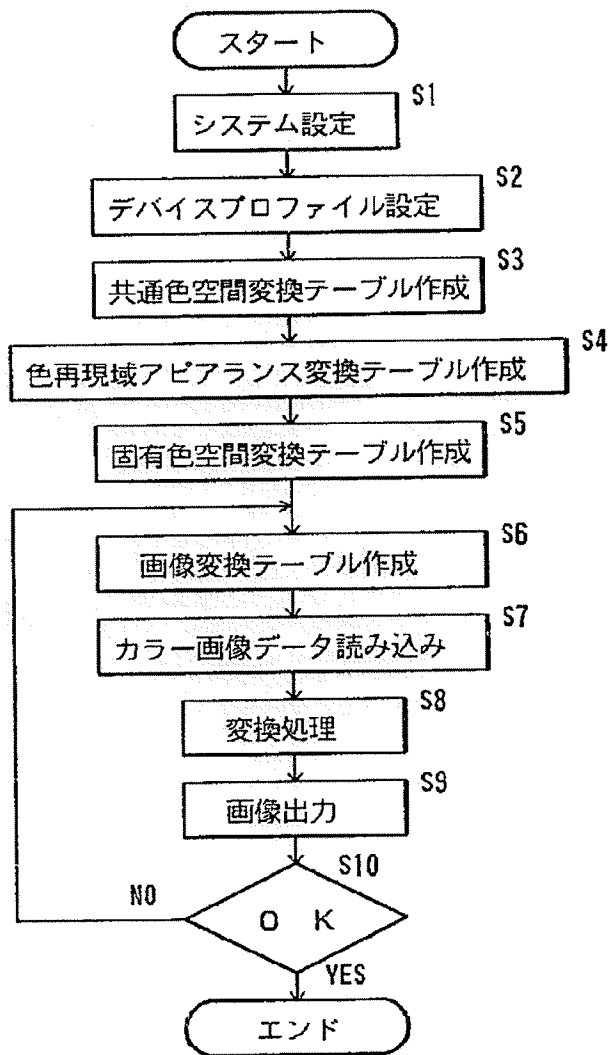 スタート
S1
システム設定
S2
デバイスプロファイル設定
S3
共通色空間変換テーブル作成
S4
色再現域アピアランス変換テーブル作成
S5
固有色空間変換テーブル作成
S6
画像変換テーブル作成
S7
カラー画像データ読み込み
S8
変換処理
S9
画像出力
S10
NO
O K
YES
エンド